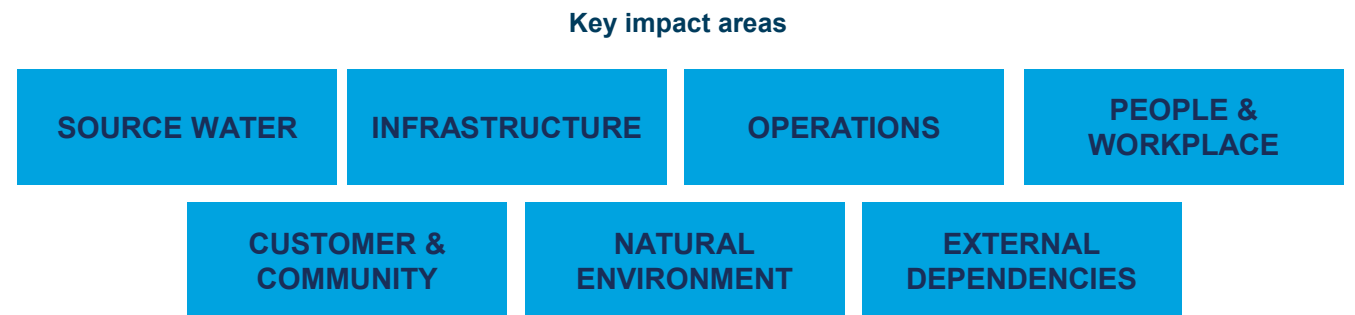 Key impact areas
SOURCE WATER
INFRASTRUCTURE
OPERATIONS
PEOPLE &
WORKPLACE
CUSTOMER &
COMMUNITY
NATURAL
ENVIRONMENT
EXTERNAL
DEPENDENCIES